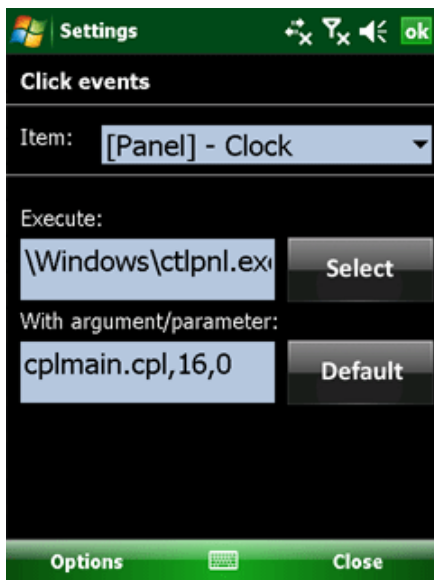 Settings
ok
Click events
Item:
[Panel] - Clock
Execute:
\Windows\ctlpnl.ex
Select
With argument/parameter:
cplmain.cpl,16,0
Default
Options
Close